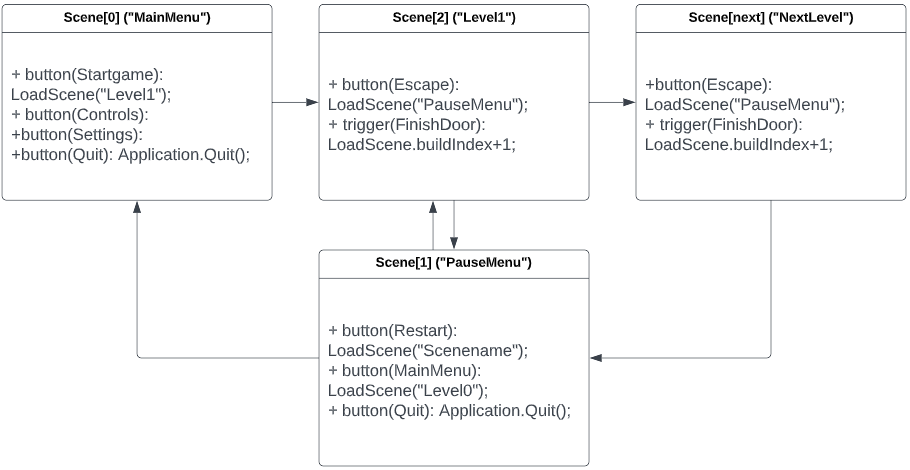 Scene[0] ("MainMenu")
+ button(Startgame):
LoadScene("Level1");
+ button(Controls):
+button(Settings):
+button(Quit): Application.Quit();
Scene[2] ("Level1")
+ button(Escape):
LoadScene("PauseMenu");
+ trigger(FinishDoor):
LoadScene.buildIndex+1;
Scene[next] ("NextLevel")
+button(Escape):
LoadScene("PauseMenu");
+ trigger(FinishDoor):
LoadScene.buildIndex+1;
Scene[1] ("PauseMenu")
+ button(Restart):
LoadScene("Scenename");
+ button(MainMenu):
LoadScene("Level0");
+ button(Quit): Application.Quit();